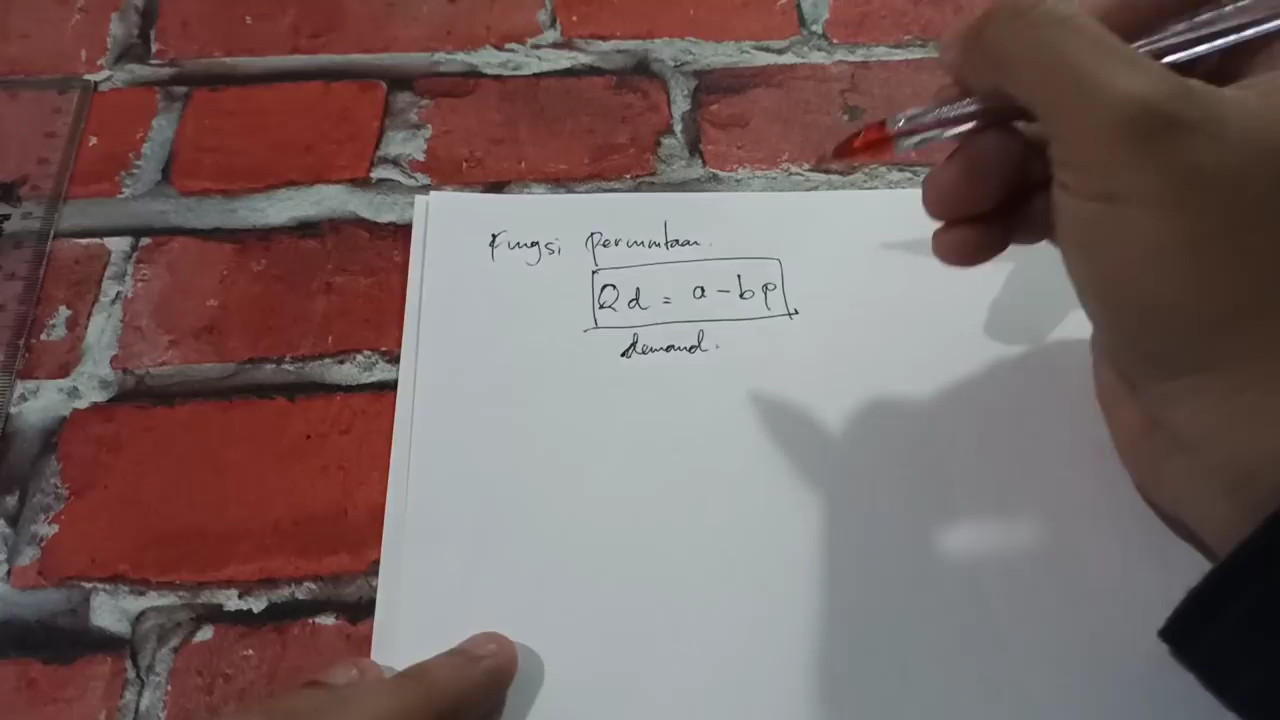 Fungsi permintaan.
Qd = a - bp
demand.